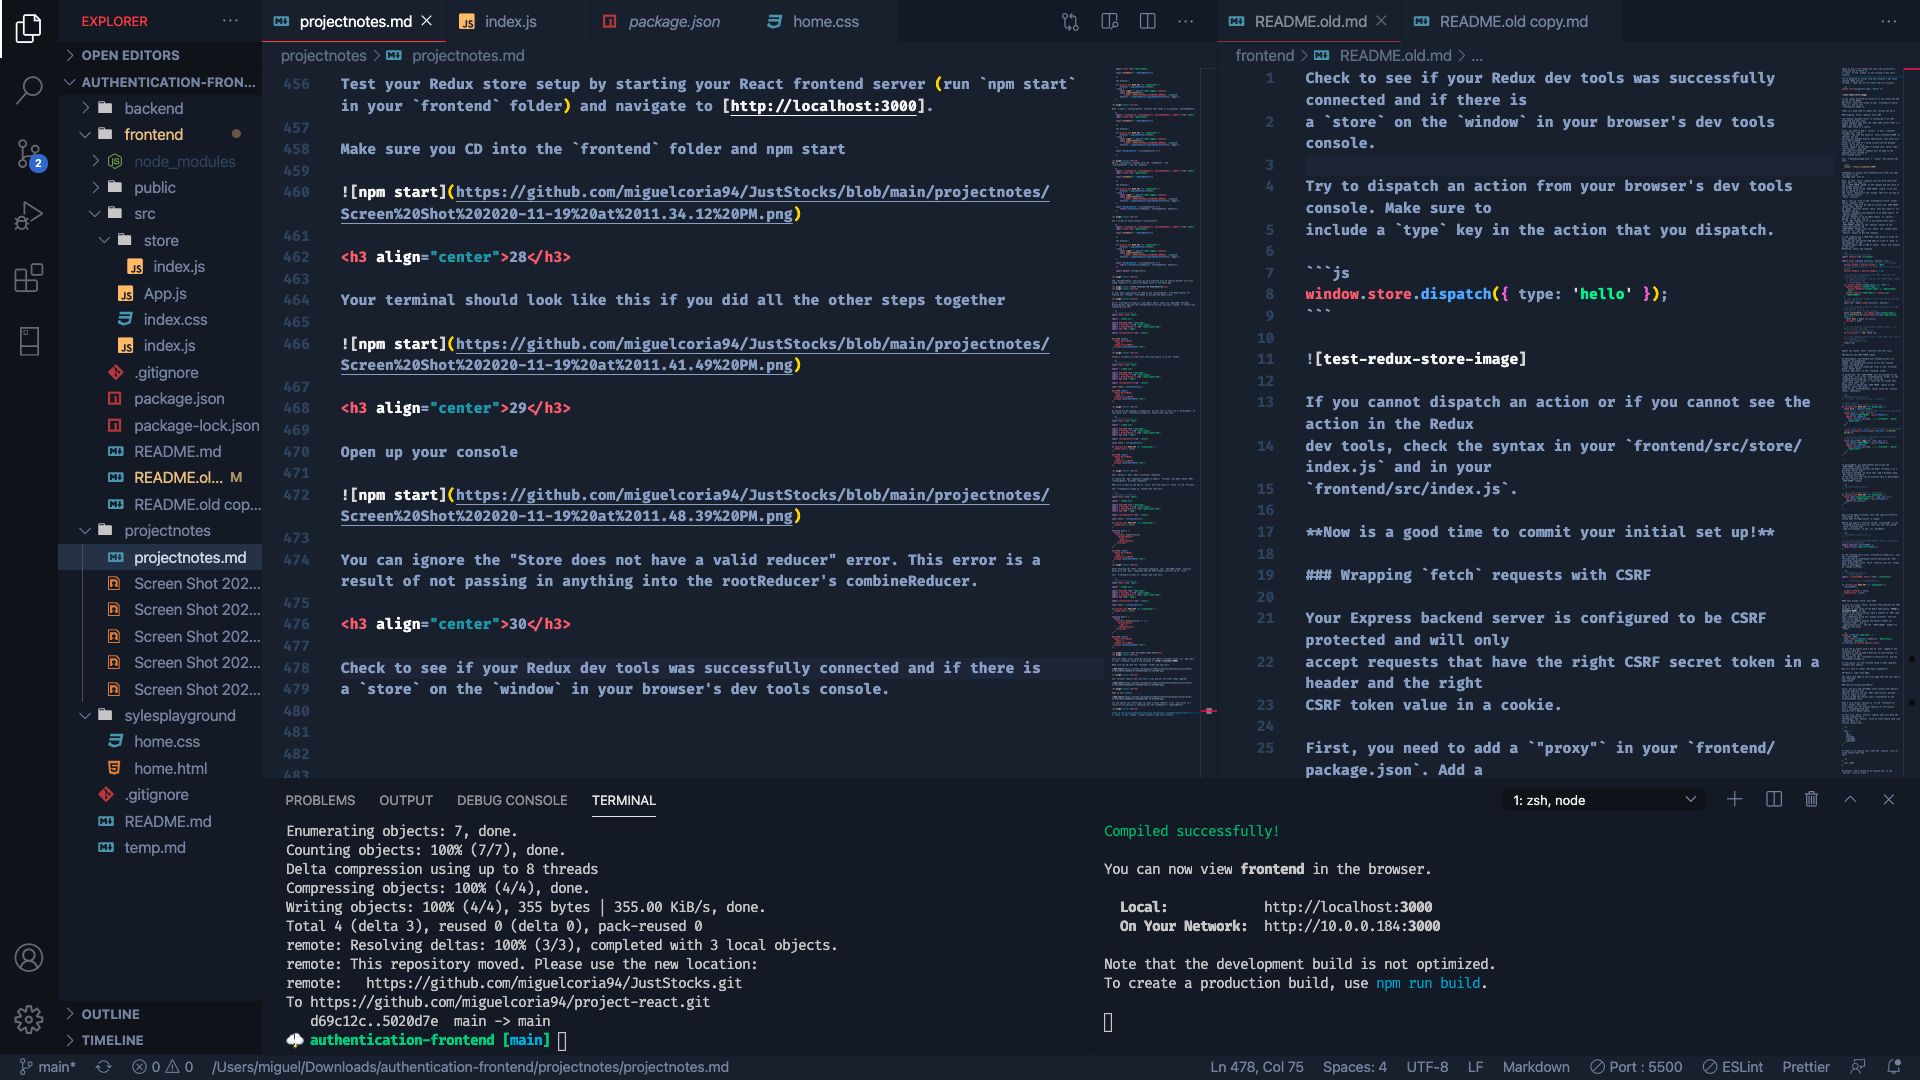 EXPLORER
OPEN EDITORS
AUTHENTICATION-FRON...
backend
frontend
node_modules
public
src
store
index.js
App.js
index.css
index.js
.gitignore
package.json
package-lock.json
README.md
README.ol... M
README.old cop...
projectnotes
projectnotes.md
Screen Shot 202...
Screen Shot 202...
Screen Shot 202...
Screen Shot 202...
Screen Shot 202...
sylesplayground
home.css
home.html
.gitignore
README.md
temp.md
OUTLINE
TIMELINE
2
projectnotes.md
index.js
package.json
home.css
projectnotes > projectnotes.md
456 Test your Redux store setup by starting your React frontend server (run `npm start`
in your `frontend` folder) and navigate to [http://localhost:3000].
457
458 Make sure you CD into the `frontend` folder and npm start
459
460 ![npm start](https://github.com/miguelcoria94/JustStocks/blob/main/projectnotes/
Screen%20Shot%202020-11-19%20at%2011.34.12%20PM.png)
461
462 <h3 align="center">28</h3>
463
464 Your terminal should look like this if you did all the other steps together
465
466 ![npm start](https://github.com/miguelcoria94/JustStocks/blob/main/projectnotes/
Screen%20Shot%202020-11-19%20at%2011.41.49%20PM.png)
467
468 <h3 align="center">29</h3>
469
470 Open up your console
471
472 ![npm start](https://github.com/miguelcoria94/JustStocks/blob/main/projectnotes/
Screen%20Shot%202020-11-19%20at%2011.48.39%20PM.png)
473
474 You can ignore the "Store does not have a valid reducer" error. This error is a
result of not passing in anything into the rootReducer's combineReducer.
475
476 <h3 align="center">30</h3>
477
478 Check to see if your Redux dev tools was successfully connected and if there is
479 a `store` on the `window` in your browser's dev tools console.
480
481
482
483
README.old.md
README.old copy.md
frontend > README.old.md > ...
1 Check to see if your Redux dev tools was successfully
connected and if there is
2 a `store` on the `window` in your browser's dev tools
console.
3
4 Try to dispatch an action from your browser's dev tools
console. Make sure to
5 include a `type` key in the action that you dispatch.
6
7 ```js
8 window.store.dispatch({ type: 'hello' });
9 ```
10
11 ![test-redux-store-image]
12
13 If you cannot dispatch an action or if you cannot see the
action in the Redux
14 dev tools, check the syntax in your `frontend/src/store/
index.js` and in your
15 `frontend/src/index.js`.
16
17 **Now is a good time to commit your initial set up!**
18
19 ### Wrapping `fetch` requests with CSRF
20
21 Your Express backend server is configured to be CSRF
protected and will only
22 accept requests that have the right CSRF secret token in a
header and the right
23 CSRF token value in a cookie.
24
25 First, you need to add a `"proxy"` in your `frontend/
package.json`. Add a
PROBLEMS OUTPUT DEBUG CONSOLE TERMINAL
1: zsh, node
Enumerating objects: 7, done.
Counting objects: 100% (7/7), done.
Delta compression using up to 8 threads
Compressing objects: 100% (4/4), done.
Writing objects: 100% (4/4), 355 bytes | 355.00 KiB/s, done.
Total 4 (delta 3), reused 0 (delta 0), pack-reused 0
remote: Resolving deltas: 100% (3/3), completed with 3 local objects.
remote: This repository moved. Please use the new location:
remote:   https://github.com/miguelcoria94/JustStocks.git
To https://github.com/miguelcoria94/project-react.git
d69c12c..5020d7e  main -> main
authentication-frontend [main]
Compiled successfully!
You can now view frontend in the browser.
Local: http://localhost:3000
On Your Network: http://10.0.0.184:3000
Note that the development build is not optimized.
To create a production build, use npm run build.
main* 0 0 /Users/miguel/Downloads/authentication-frontend/projectnotes/projectnotes.md
Ln 478, Col 75 Spaces: 4 UTF-8 LF Markdown Port : 5500 ESLint Prettier